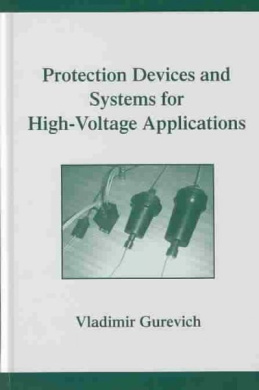 Protection Devices and
Systems for
High-Voltage Applications
Vladimir Gurevich